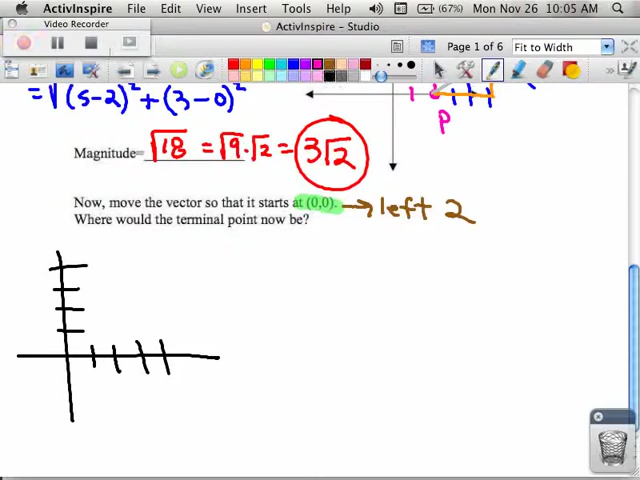 ActivInspire File Edit View Insert Tools Help (67%) Mon Nov 26 10:05 AM
Video Recorder
ActivInspire - Studio
Page 1 of 6 Fit to Width
= √(5-2)² + (3-0)²
P
Magnitude= √18 = √9·√2 = 3√2
Now, move the vector so that it starts at (0,0). → left 2
Where would the terminal point now be?